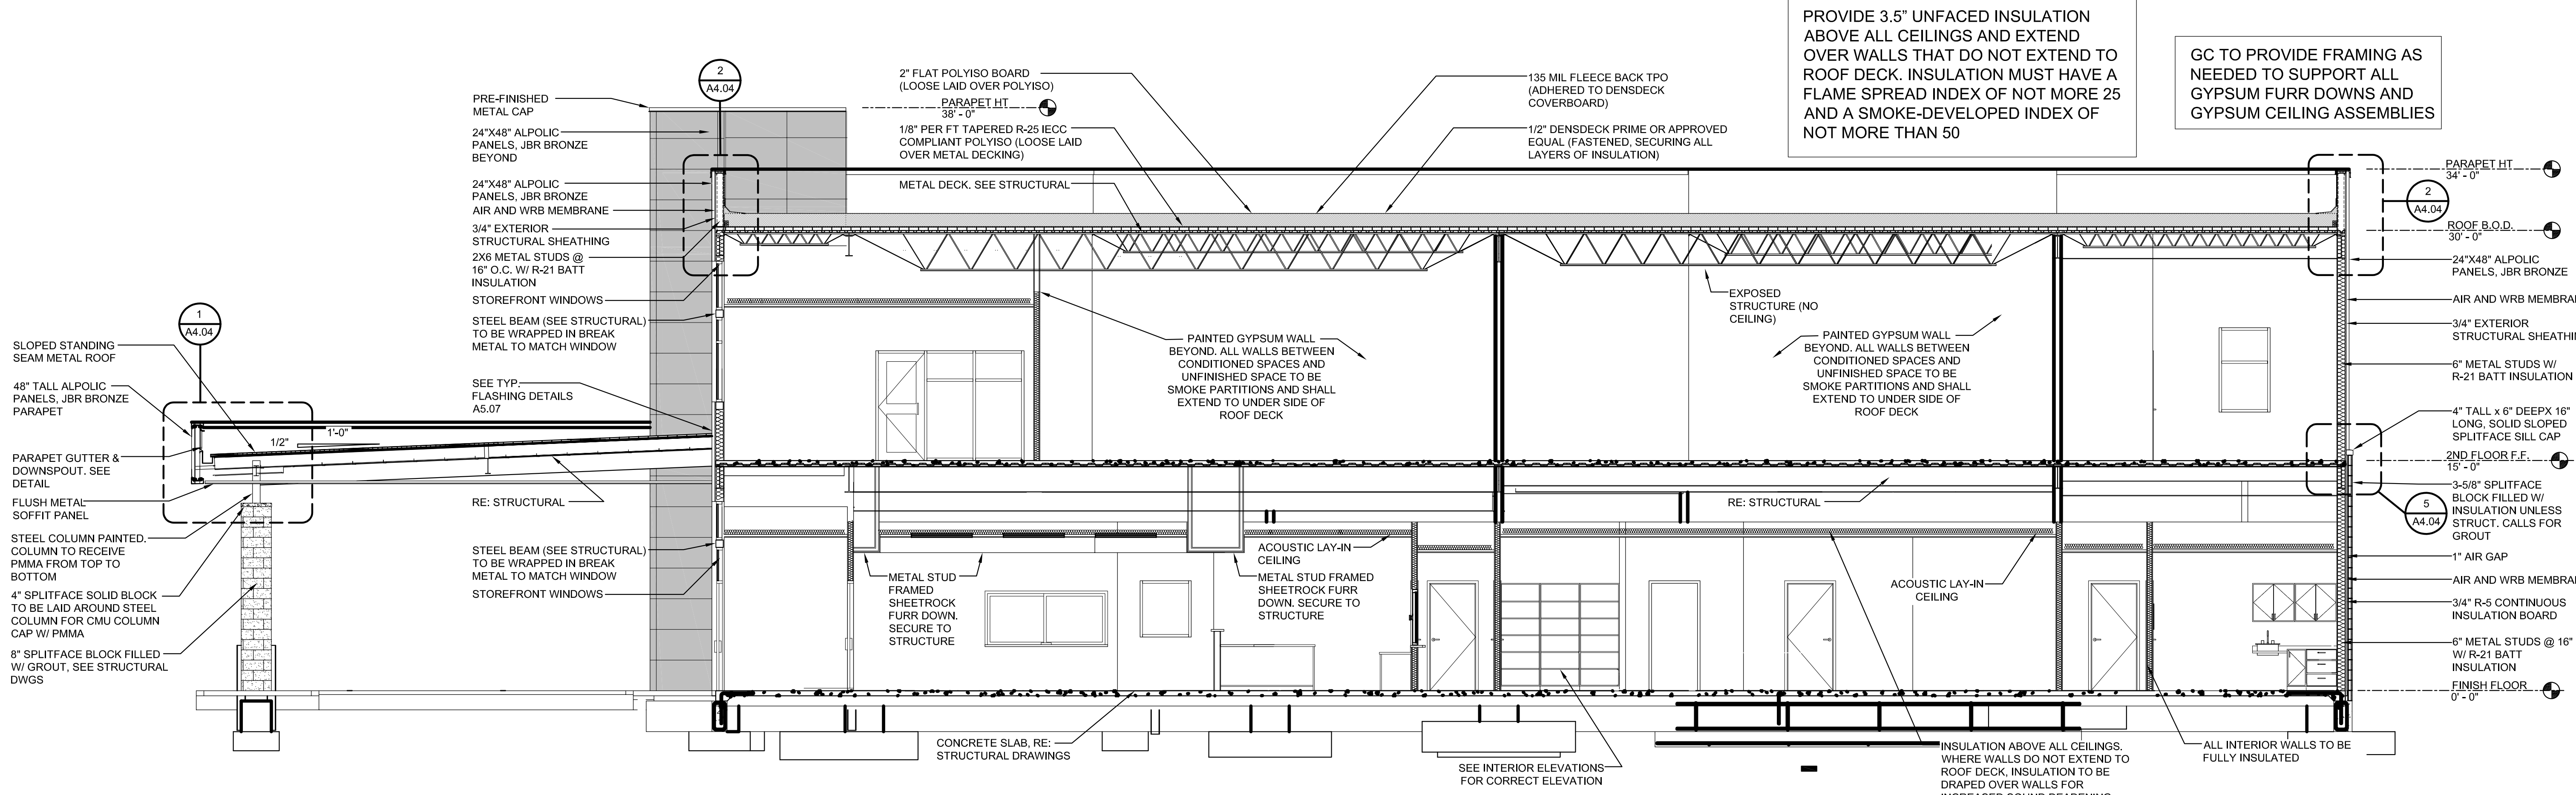 PROVIDE 3.5" UNFACED INSULATION
ABOVE ALL CEILINGS AND EXTEND
OVER WALLS THAT DO NOT EXTEND TO
ROOF DECK. INSULATION MUST HAVE A
FLAME SPREAD INDEX OF NOT MORE 25
AND A SMOKE-DEVELOPED INDEX OF
NOT MORE THAN 50
GC TO PROVIDE FRAMING AS
NEEDED TO SUPPORT ALL
GYPSUM FURR DOWNS AND
GYPSUM CEILING ASSEMBLIES
2
A4.04
PRE-FINISHED
METAL CAP
24"X48" ALPOLIC
PANELS, JBR BRONZE
BEYOND
24"X48" ALPOLIC
PANELS, JBR BRONZE
AIR AND WRB MEMBRANE
3/4" EXTERIOR
STRUCTURAL SHEATHING
2X6 METAL STUDS @
16" O.C. W/ R-21 BATT
INSULATION
STOREFRONT WINDOWS
STEEL BEAM (SEE STRUCTURAL)
TO BE WRAPPED IN BREAK
METAL TO MATCH WINDOW
SEE TYP.
FLASHING DETAILS
A5.07
RE: STRUCTURAL
STEEL BEAM (SEE STRUCTURAL)
TO BE WRAPPED IN BREAK
METAL TO MATCH WINDOW
STOREFRONT WINDOWS
2" FLAT POLYISO BOARD
(LOOSE LAID OVER POLYISO)
PARAPET HT
38' - 0"
1/8" PER FT TAPERED R-25 IECC
COMPLIANT POLYISO (LOOSE LAID
OVER METAL DECKING)
METAL DECK. SEE STRUCTURAL
135 MIL FLEECE BACK TPO
(ADHERED TO DENSDECK
COVERBOARD)
1/2" DENSDECK PRIME OR APPROVED
EQUAL (FASTENED, SECURING ALL
LAYERS OF INSULATION)
1
A4.04
SLOPED STANDING
SEAM METAL ROOF
48" TALL ALPOLIC
PANELS, JBR BRONZE
PARAPET
1/2"
1'-0"
PARAPET GUTTER &
DOWNSPOUT. SEE
DETAIL
FLUSH METAL
SOFFIT PANEL
STEEL COLUMN PAINTED.
COLUMN TO RECEIVE
PMMA FROM TOP TO
BOTTOM
4" SPLITFACE SOLID BLOCK
TO BE LAID AROUND STEEL
COLUMN FOR CMU COLUMN
CAP W/ PMMA
8" SPLITFACE BLOCK FILLED
W/ GROUT, SEE STRUCTURAL
DWGS
PAINTED GYPSUM WALL
BEYOND. ALL WALLS BETWEEN
CONDITIONED SPACES AND
UNFINISHED SPACE TO BE
SMOKE PARTITIONS AND SHALL
EXTEND TO UNDER SIDE OF
ROOF DECK
EXPOSED
STRUCTURE (NO
CEILING)
PAINTED GYPSUM WALL
BEYOND. ALL WALLS BETWEEN
CONDITIONED SPACES AND
UNFINISHED SPACE TO BE
SMOKE PARTITIONS AND SHALL
EXTEND TO UNDER SIDE OF
ROOF DECK
RE: STRUCTURAL
METAL STUD
FRAMED
SHEETROCK
FURR DOWN.
SECURE TO
STRUCTURE
ACOUSTIC LAY-IN
CEILING
METAL STUD FRAMED
SHEETROCK FURR
DOWN. SECURE TO
STRUCTURE
ACOUSTIC LAY-IN
CEILING
CONCRETE SLAB, RE:
STRUCTURAL DRAWINGS
SEE INTERIOR ELEVATIONS
FOR CORRECT ELEVATION
INSULATION ABOVE ALL CEILINGS.
WHERE WALLS DO NOT EXTEND TO
ROOF DECK, INSULATION TO BE
DRAPED OVER WALLS FOR
ALL INTERIOR WALLS TO BE
FULLY INSULATED
PARAPET HT
34' - 0"
2
A4.04
ROOF B.O.D.
30' - 0"
24"X48" ALPOLIC
PANELS, JBR BRONZE
AIR AND WRB MEMBRA
3/4" EXTERIOR
STRUCTURAL SHEATHI
6" METAL STUDS W/
R-21 BATT INSULATION
4" TALL x 6" DEEPX 16"
LONG, SOLID SLOPED
SPLITFACE SILL CAP
2ND FLOOR F.F.
15' - 0"
3-5/8" SPLITFACE
BLOCK FILLED W/
INSULATION UNLESS
STRUCT. CALLS FOR
GROUT
5
A4.04
1" AIR GAP
AIR AND WRB MEMBRA
3/4" R-5 CONTINUOUS
INSULATION BOARD
6" METAL STUDS @ 16"
W/ R-21 BATT
INSULATION
FINISH FLOOR
0' - 0"